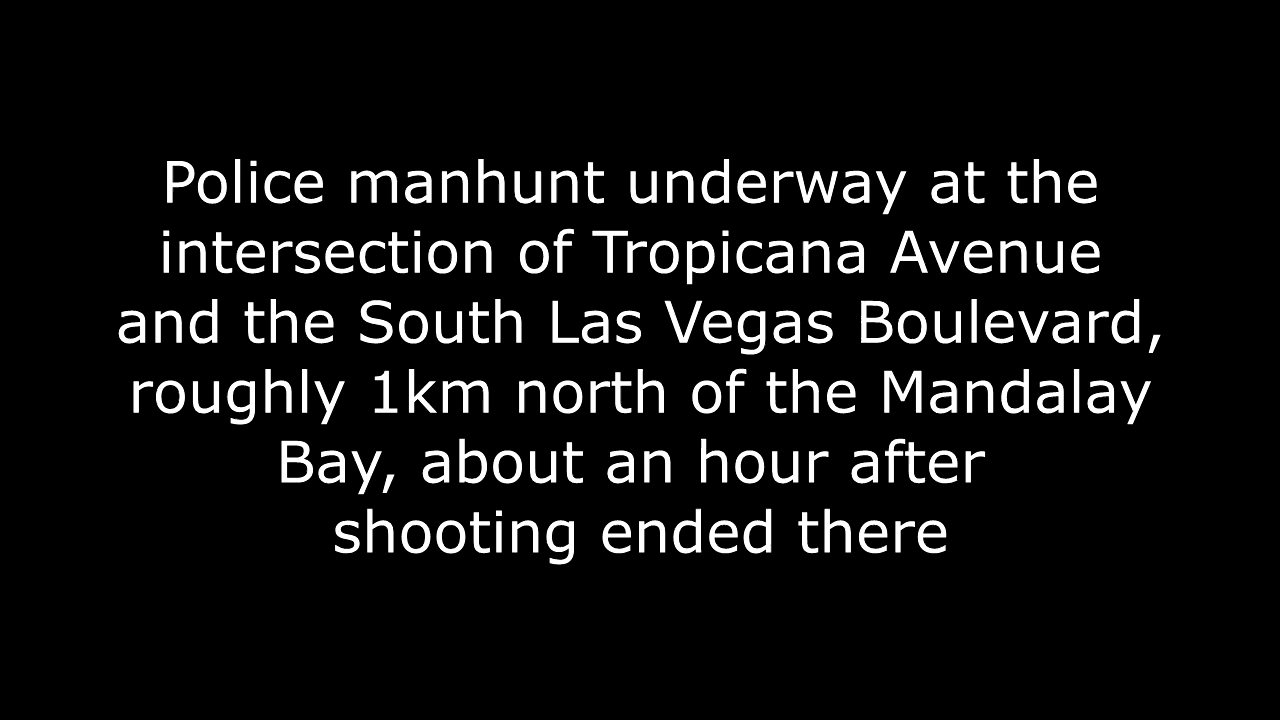 Police manhunt underway at the
intersection of Tropicana Avenue
and the South Las Vegas Boulevard,
roughly 1km north of the Mandalay
Bay, about an hour after
shooting ended there